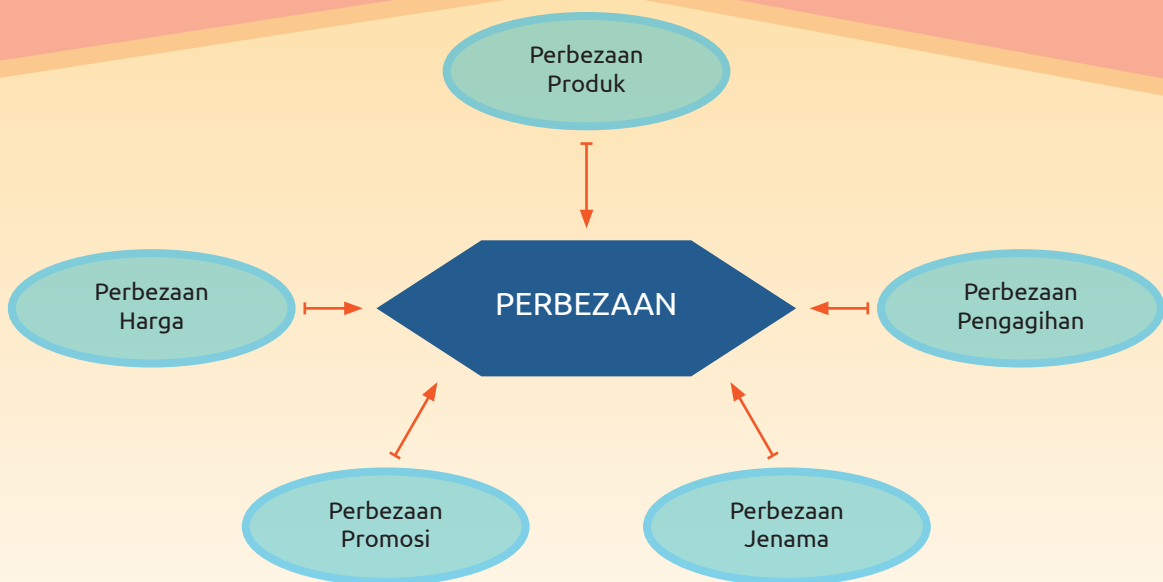 Perbezaan
Produk
Perbezaan
Harga
PERBEZAAN
Perbezaan
Pengagihan
Perbezaan
Promosi
Perbezaan
Jenama